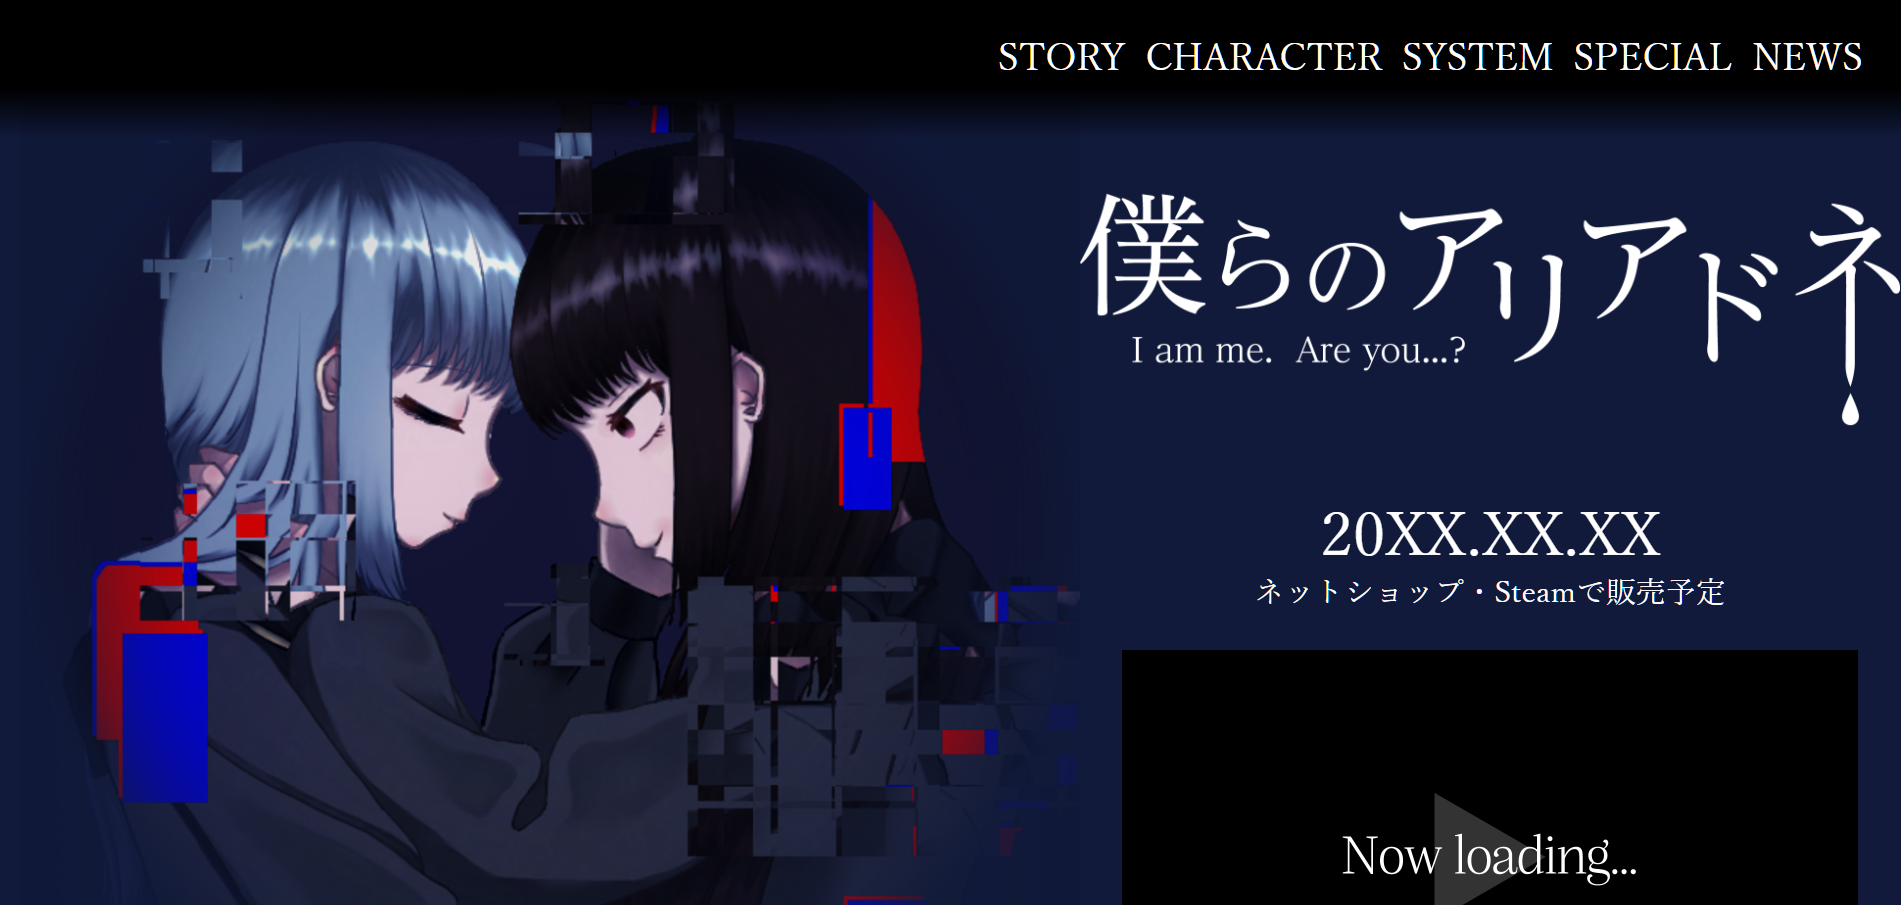 STORY CHARACTER SYSTEM SPECIAL NEWS
僕らのアリアドネ
I am me. Are you...?
20XX.XX.XX
ネットショップ・Steamで販売予定
Now loading...